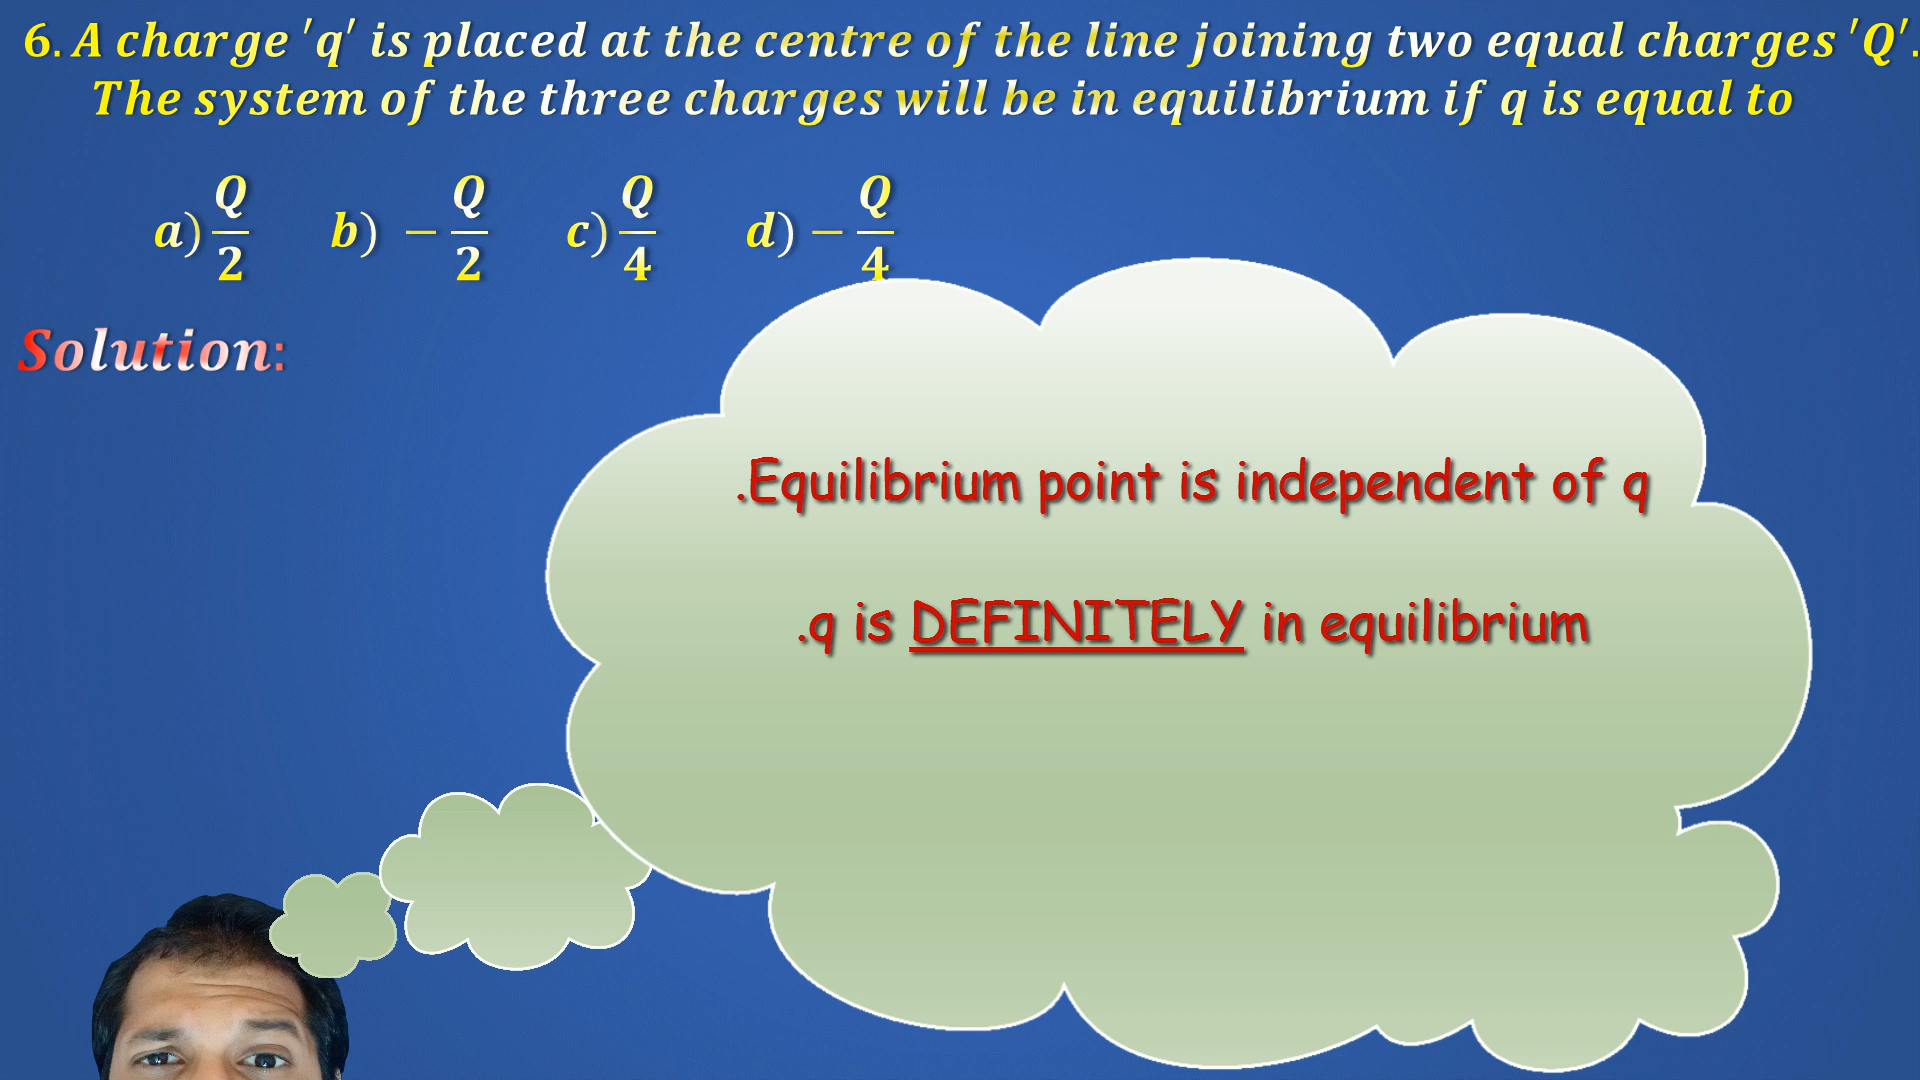 6. A charge 'q' is placed at the centre of the line joining two equal charges 'Q'.
The system of the three charges will be in equilibrium if q is equal to
a) Q/2 b) −Q/2 c) Q/4 d) −Q/4
Solution:
.Equilibrium point is independent of q
.q is DEFINITELY in equilibrium